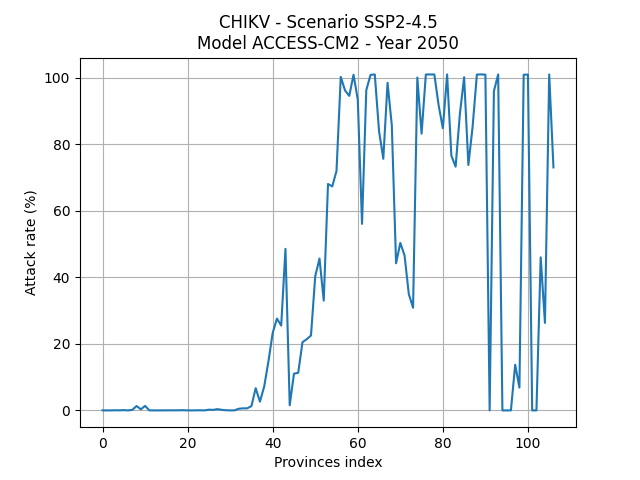 CHIKV - Scenario SSP2-4.5
Model ACCESS-CM2 - Year 2050
Attack rate (%)
100
80
60
40
20
0
0 20 40 60 80 100
Provinces index